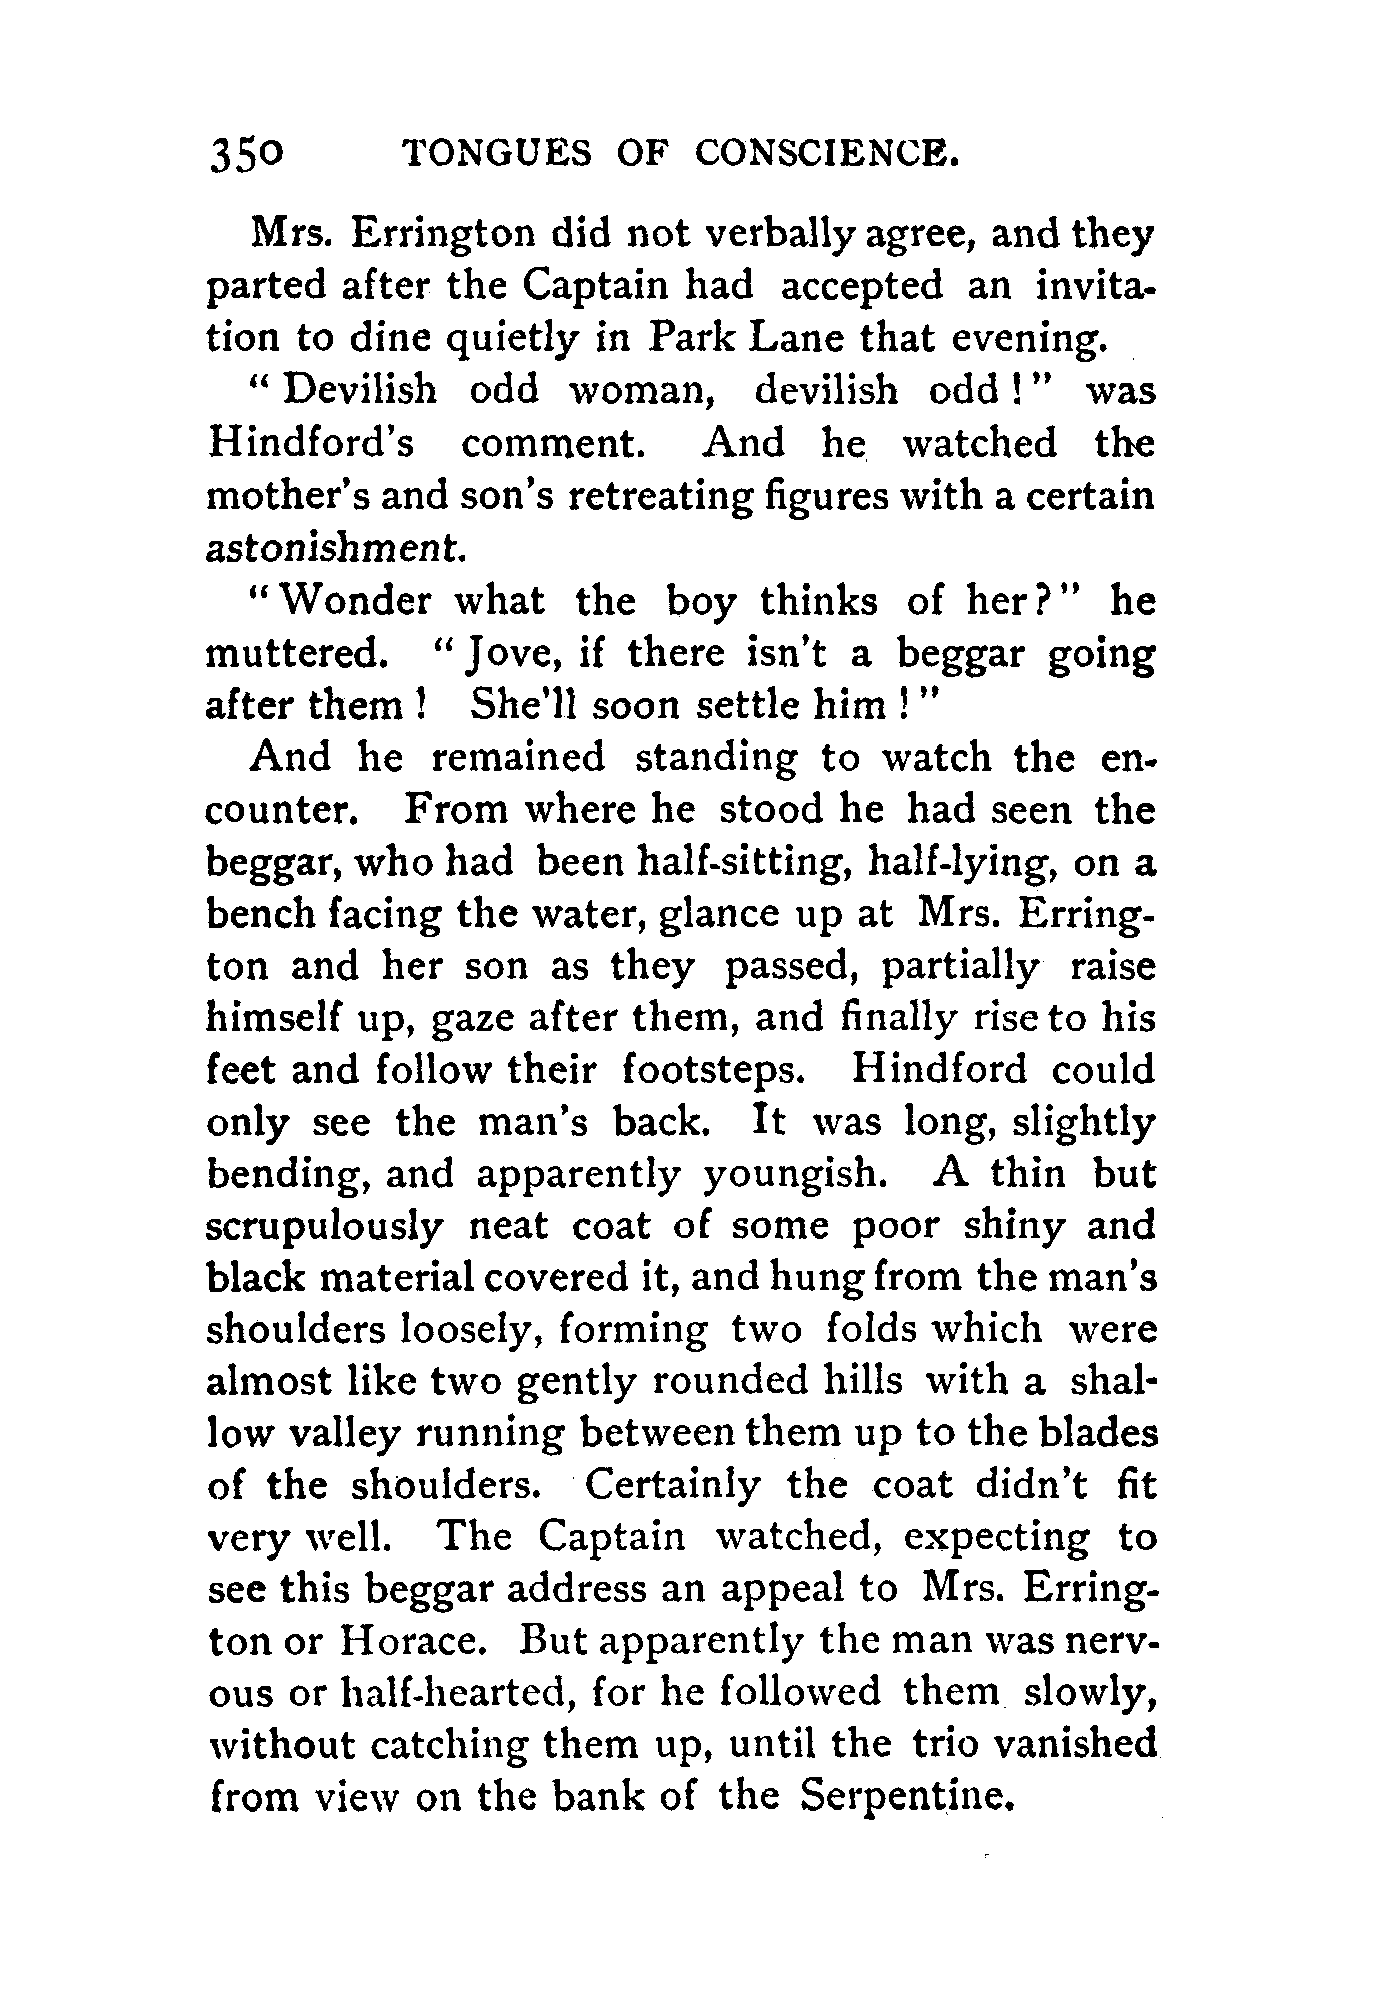 350 TONGUES OF CONSCIENCE.
Mrs. Errington did not verbally agree, and they
parted after the Captain had accepted an invita-
tion to dine quietly in Park Lane that evening.
“ Devilish odd woman, devilish odd ! ” was
Hindford's comment. And he watched the
mother's and son's retreating figures with a certain
astonishment.
“ Wonder what the boy thinks of her ? ” he
muttered. “ Jove, if there isn't a beggar going
after them ! She'll soon settle him ! ”
And he remained standing to watch the en-
counter. From where he stood he had seen the
beggar, who had been half-sitting, half-lying, on a
bench facing the water, glance up at Mrs. Erring-
ton and her son as they passed, partially raise
himself up, gaze after them, and finally rise to his
feet and follow their footsteps. Hindford could
only see the man's back. It was long, slightly
bending, and apparently youngish. A thin but
scrupulously neat coat of some poor shiny and
black material covered it, and hung from the man's
shoulders loosely, forming two folds which were
almost like two gently rounded hills with a shal-
low valley running between them up to the blades
of the shoulders. Certainly the coat didn't fit
very well. The Captain watched, expecting to
see this beggar address an appeal to Mrs. Erring-
ton or Horace. But apparently the man was nerv-
ous or half-hearted, for he followed them slowly,
without catching them up, until the trio vanished
from view on the bank of the Serpentine.